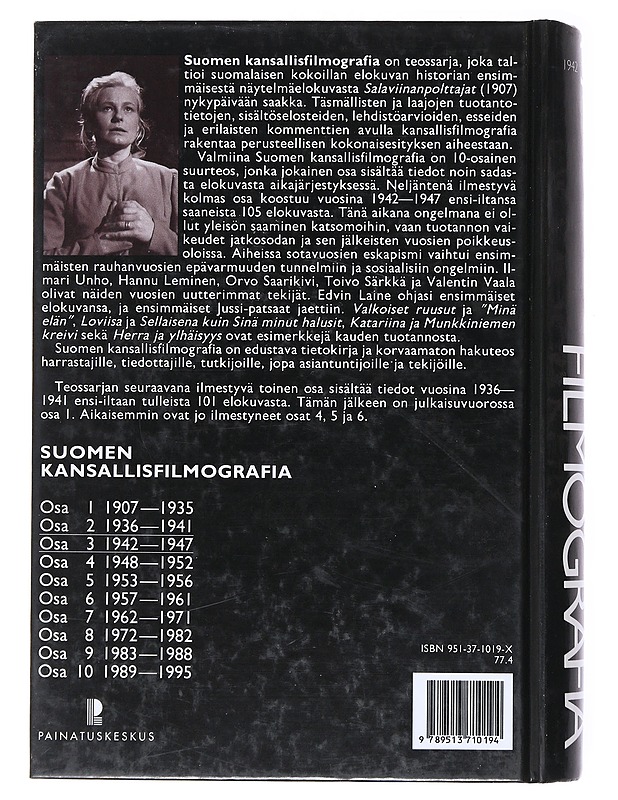 Suomen kansallisfilmografia on teossarja, joka tal-
tioi suomalaisen kokoillan elokuvan historian ensim-
mäisestä näytelmäelokuvasta Salaviinanpolttajat (1907)
nykypäivään saakka. Täsmällisten ja laajojen tuotanto-
tietojen, sisältöselosteiden, lehdistöarvioiden, esseiden
ja erilaisten kommenttien avulla kansallisfilmografia
rakentaa perusteellisen kokonaisesityksen aiheestaan.
Valmiina Suomen kansallisfilmografia on 10-osainen
suurteos, jonka jokainen osa sisältää tiedot noin sadas-
ta elokuvasta aikajärjestyksessä. Neljäntenä ilmestyvä
kolmas osa koostuu vuosina 1942—1947 ensi-iltansa
saaneista 105 elokuvasta. Tänä aikana ongelmana ei ol-
lut yleisön saaminen katsomoihin, vaan tuotannon vai-
keudet jatkosodan ja sen jälkeisten vuosien poikkeus-
oloissa. Aiheissa sotavuosien eskapismi vaihtui ensim-
mäisten rauhanvuosien epävarmuuden tunnelmiin ja sosiaalisiin ongelmiin. Il-
mari Unho, Hannu Leminen, Orvo Saarikivi, Toivo Särkkä ja Valentin Vaala
olivat näiden vuosien uutterimmat tekijät. Edvin Laine ohjasi ensimmäiset
elokuvansa, ja ensimmäiset Jussi-patsaat jaettiin. Valkoiset ruusut ja "Minä
elän", Loviisa ja Sellaisena kuin Sinä minut halusit, Katariina ja Munkkiniemen
kreivi sekä Herra ja ylhäisyys ovat esimerkkejä kauden tuotannosta.
Suomen kansallisfilmografia on edustava tietokirja ja korvaamaton hakuteos
harrastajille, tiedottajille, tutkijoille, jopa asiantuntijoille ja tekijöille.
Teossarjan seuraavana ilmestyvä toinen osa sisältää tiedot vuosina 1936—
1941 ensi-iltaan tulleista 101 elokuvasta. Tämän jälkeen on julkaisuvuorossa
osa 1. Aikaisemmin ovat jo ilmestyneet osat 4, 5 ja 6.
SUOMEN
KANSALLISFILMOGRAFIA
Osa 1 1907—1935
Osa 2 1936—1941
Osa 3 1942—1947
Osa 4 1948—1952
Osa 5 1953—1956
Osa 6 1957—1961
Osa 7 1962—1971
Osa 8 1972—1982
Osa 9 1983—1988
Osa 10 1989—1995
PAINATUSKESKUS
ISBN 951-37-1019-X
77.4
9 789513 710194
1942
FILMOGRAFIA